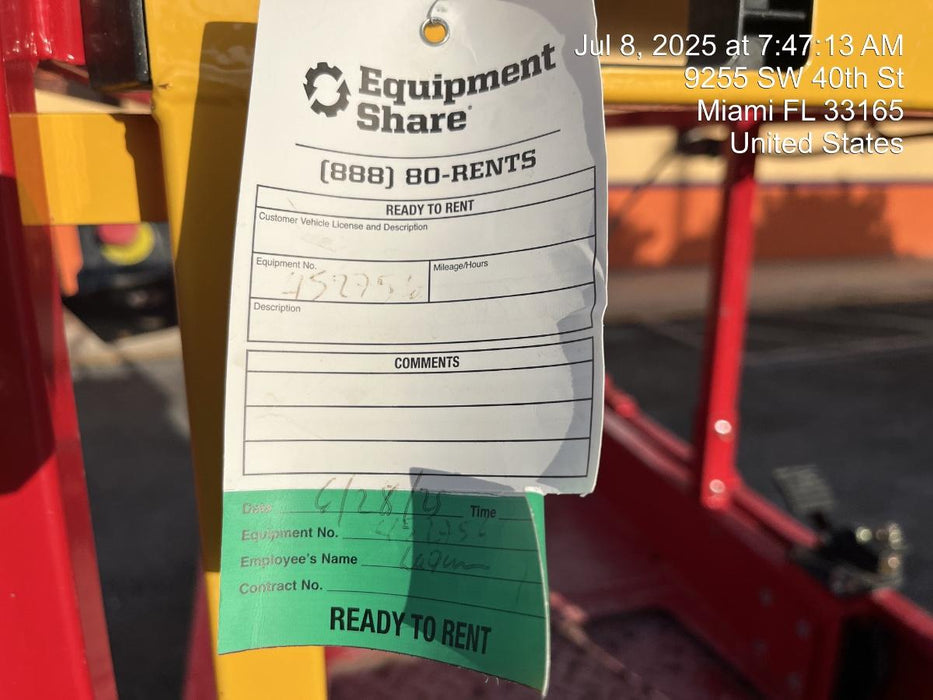 Jul 8, 2025 at 7:47:13 AM
9255 SW 40th St
Miami FL 33165
United States
Equipment
Share
(888) 80-RENTS
READY TO RENT
Customer Vehicle License and Description
Equipment No. Mileage/Hours
Description
COMMENTS
Date 6/28/ Time
Equipment No.
Employee's Name
Contract No.
READY TO RENT